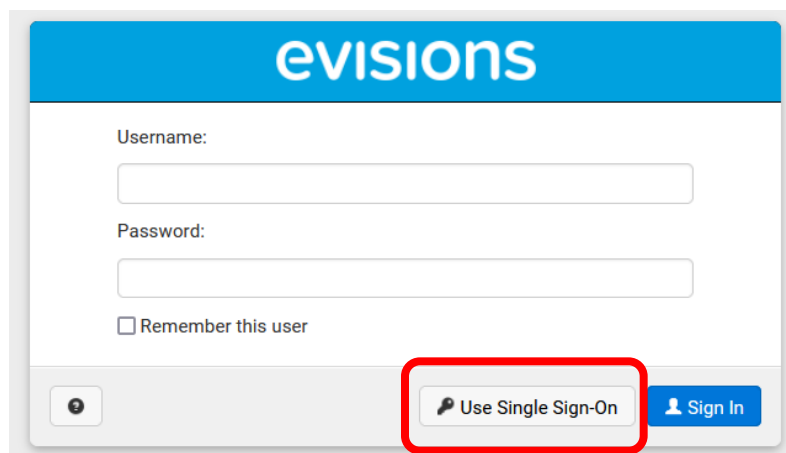 evisions
Username:
Password:
Remember this user
Use Single Sign-On
Sign In